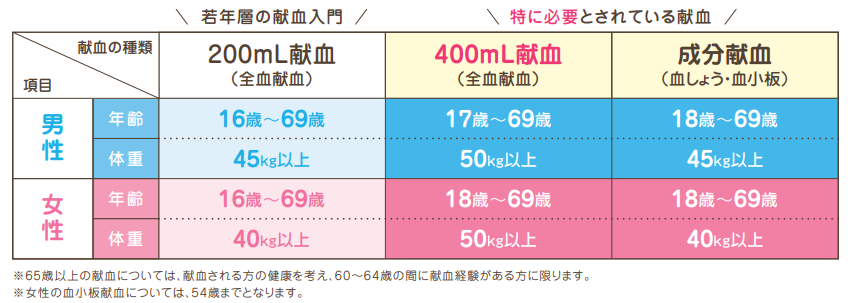 若年層の献血入門 特に必要とされている献血
献血の種類
項目
200mL献血 400mL献血 成分献血
(全血献血) (全血献血) (血しょう・血小板)
男性 年齢 16歳～69歳 17歳～69歳 18歳～69歳
体重 45kg以上 50kg以上 45kg以上
女性 年齢 16歳～69歳 18歳～69歳 18歳～69歳
体重 40kg以上 50kg以上 40kg以上
※65歳以上の献血については、献血される方の健康を考え、60～64歳の間に献血経験がある方に限ります。
※女性の血小板献血については、54歳までとなります。